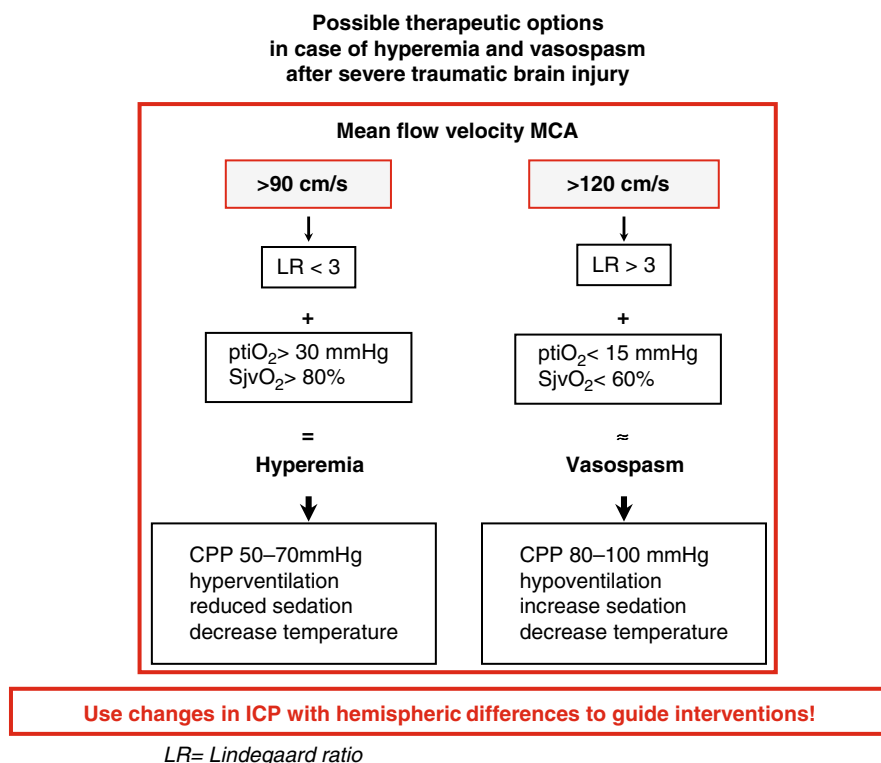 Possible therapeutic options
in case of hyperemia and vasospasm
after severe traumatic brain injury
Mean flow velocity MCA
>90 cm/s
LR < 3
+
ptiO₂> 30 mmHg
SjvO₂> 80%
=
Hyperemia
CPP 50–70mmHg
hyperventilation
reduced sedation
decrease temperature
>120 cm/s
LR > 3
+
ptiO₂< 15 mmHg
SjvO₂< 60%
≈
Vasospasm
CPP 80–100 mmHg
hypoventilation
increase sedation
decrease temperature
Use changes in ICP with hemispheric differences to guide interventions!
LR= Lindegaard ratio